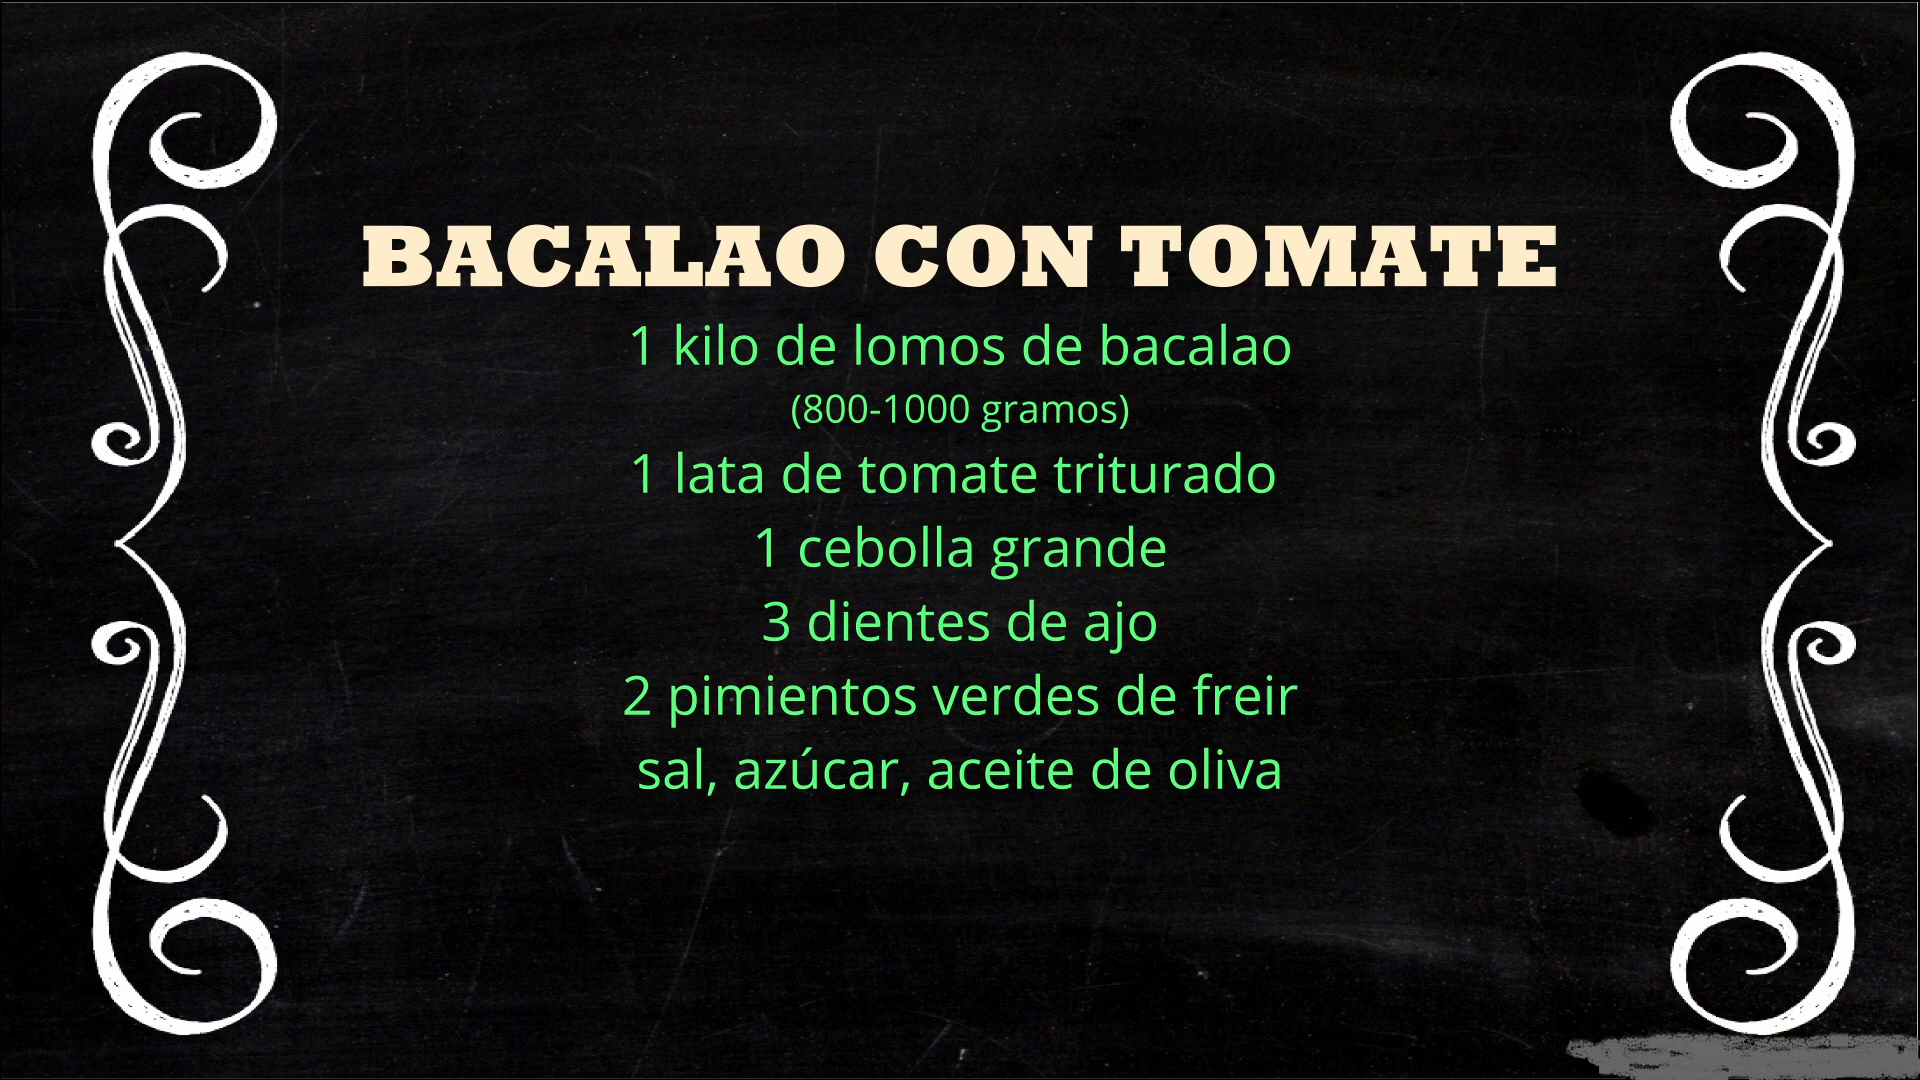 BACALAO CON TOMATE
1 kilo de lomos de bacalao
(800-1000 gramos)
1 lata de tomate triturado
1 cebolla grande
3 dientes de ajo
2 pimientos verdes de freir
sal, azúcar, aceite de oliva